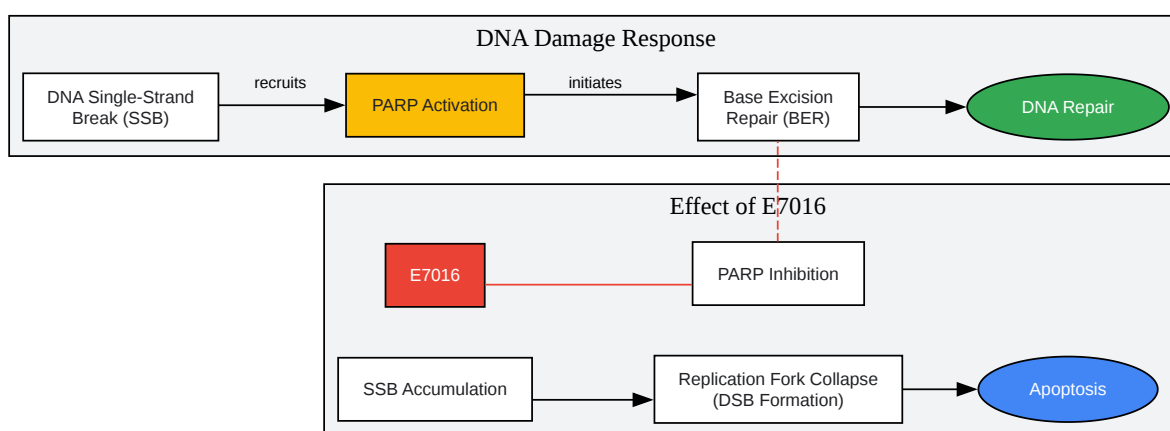 DNA Damage Response
DNA Single-Strand
Break (SSB)
recruits
PARP Activation
initiates
Base Excision
Repair (BER)
DNA Repair
Effect of E7016
E7016
PARP Inhibition
SSB Accumulation
Replication Fork Collapse
(DSB Formation)
Apoptosis